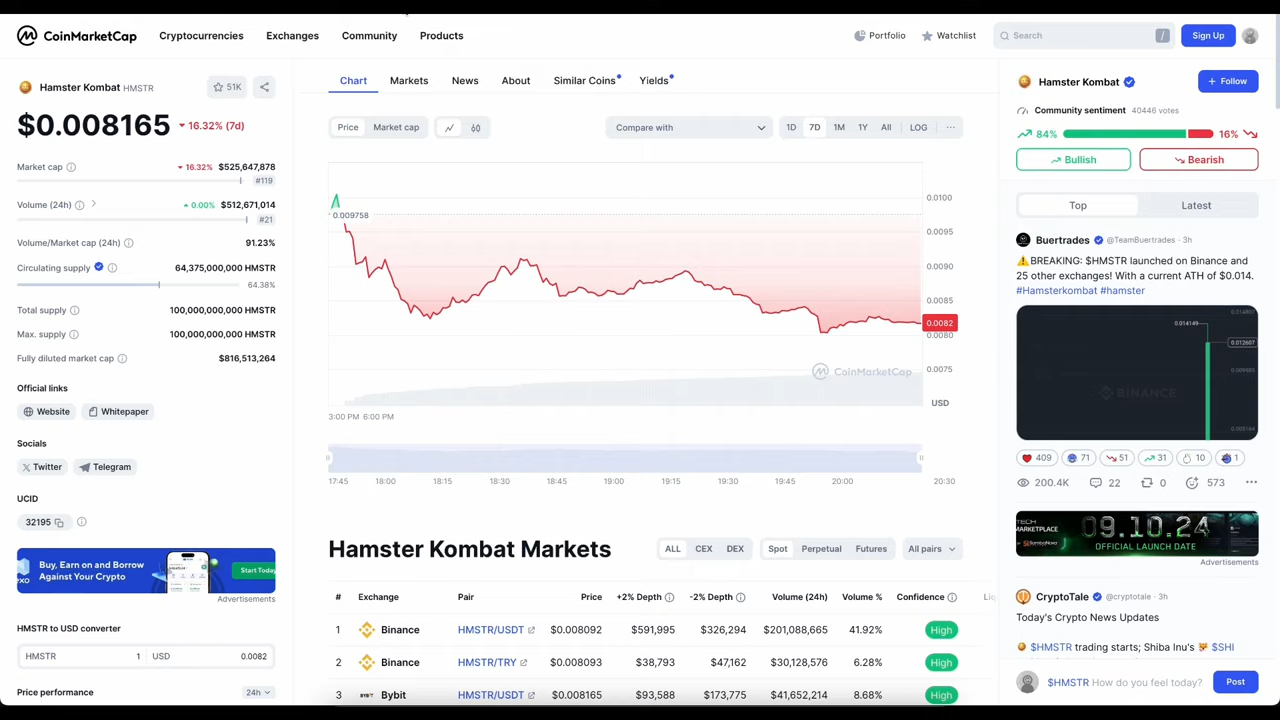 CoinMarketCap Cryptocurrencies Exchanges Community Products Portfolio Watchlist Search / Sign Up
Hamster Kombat HMSTR 51K
$0.008165 16.32% (7d)
Market cap 16.32% $525,647,878
#119
Volume (24h) 0.00% $512,671,014
#21
Volume/Market cap (24h) 91.23%
Circulating supply 64,375,000,000 HMSTR
64.38%
Total supply 100,000,000,000 HMSTR
Max. supply 100,000,000,000 HMSTR
Fully diluted market cap $816,513,264
Official links
Website Whitepaper
Socials
Twitter Telegram
UCID
32195
Buy, Earn and Borrow
Against Your Crypto
Start Today
Advertisements
HMSTR to USD converter
HMSTR 1 USD 0.0082
Price performance 24h
Chart Markets News About Similar Coins Yields
Price Market cap Compare with 1D 7D 1M 1Y All LOG ...
0.009758
0.0100
0.0095
0.0090
0.0085
0.0082
0.0080
0.0075
CoinMarketCap
USD
3:00 PM 6:00 PM
17:45 18:00 18:15 18:30 18:45 19:00 19:15 19:30 19:45 20:00 20:30
Hamster Kombat Markets ALL CEX DEX Spot Perpetual Futures All pairs
# Exchange Pair Price +2% Depth -2% Depth Volume (24h) Volume % Confidence
1 Binance HMSTR/USDT $0.008092 $591,995 $326,294 $201,088,665 41.92% High
2 Binance HMSTR/TRY $0.008093 $38,793 $47,162 $30,128,576 6.28% High
3 Bybit HMSTR/USDT $0.008165 $93,588 $173,775 $41,652,214 8.68% High
Hamster Kombat + Follow
Community sentiment 40446 votes
84% 16%
Bullish Bearish
Top Latest
Buertrades @TeamBuertrades · 3h
BREAKING: $HMSTR launched on Binance and
25 other exchanges! With a current ATH of $0.014.
#Hamsterkombat #hamster
0.014149
0.012607
BINANCE
409 71 51 31 10 1
200.4K 22 0 573 ...
TECH
MARKETPLACE
09.10.24
OFFICIAL LAUNCH DATE
Advertisements
CryptoTale @cryptotale · 3h
Today's Crypto News Updates
$HMSTR trading starts; Shiba Inu's $SHI
$HMSTR How do you feel today? Post